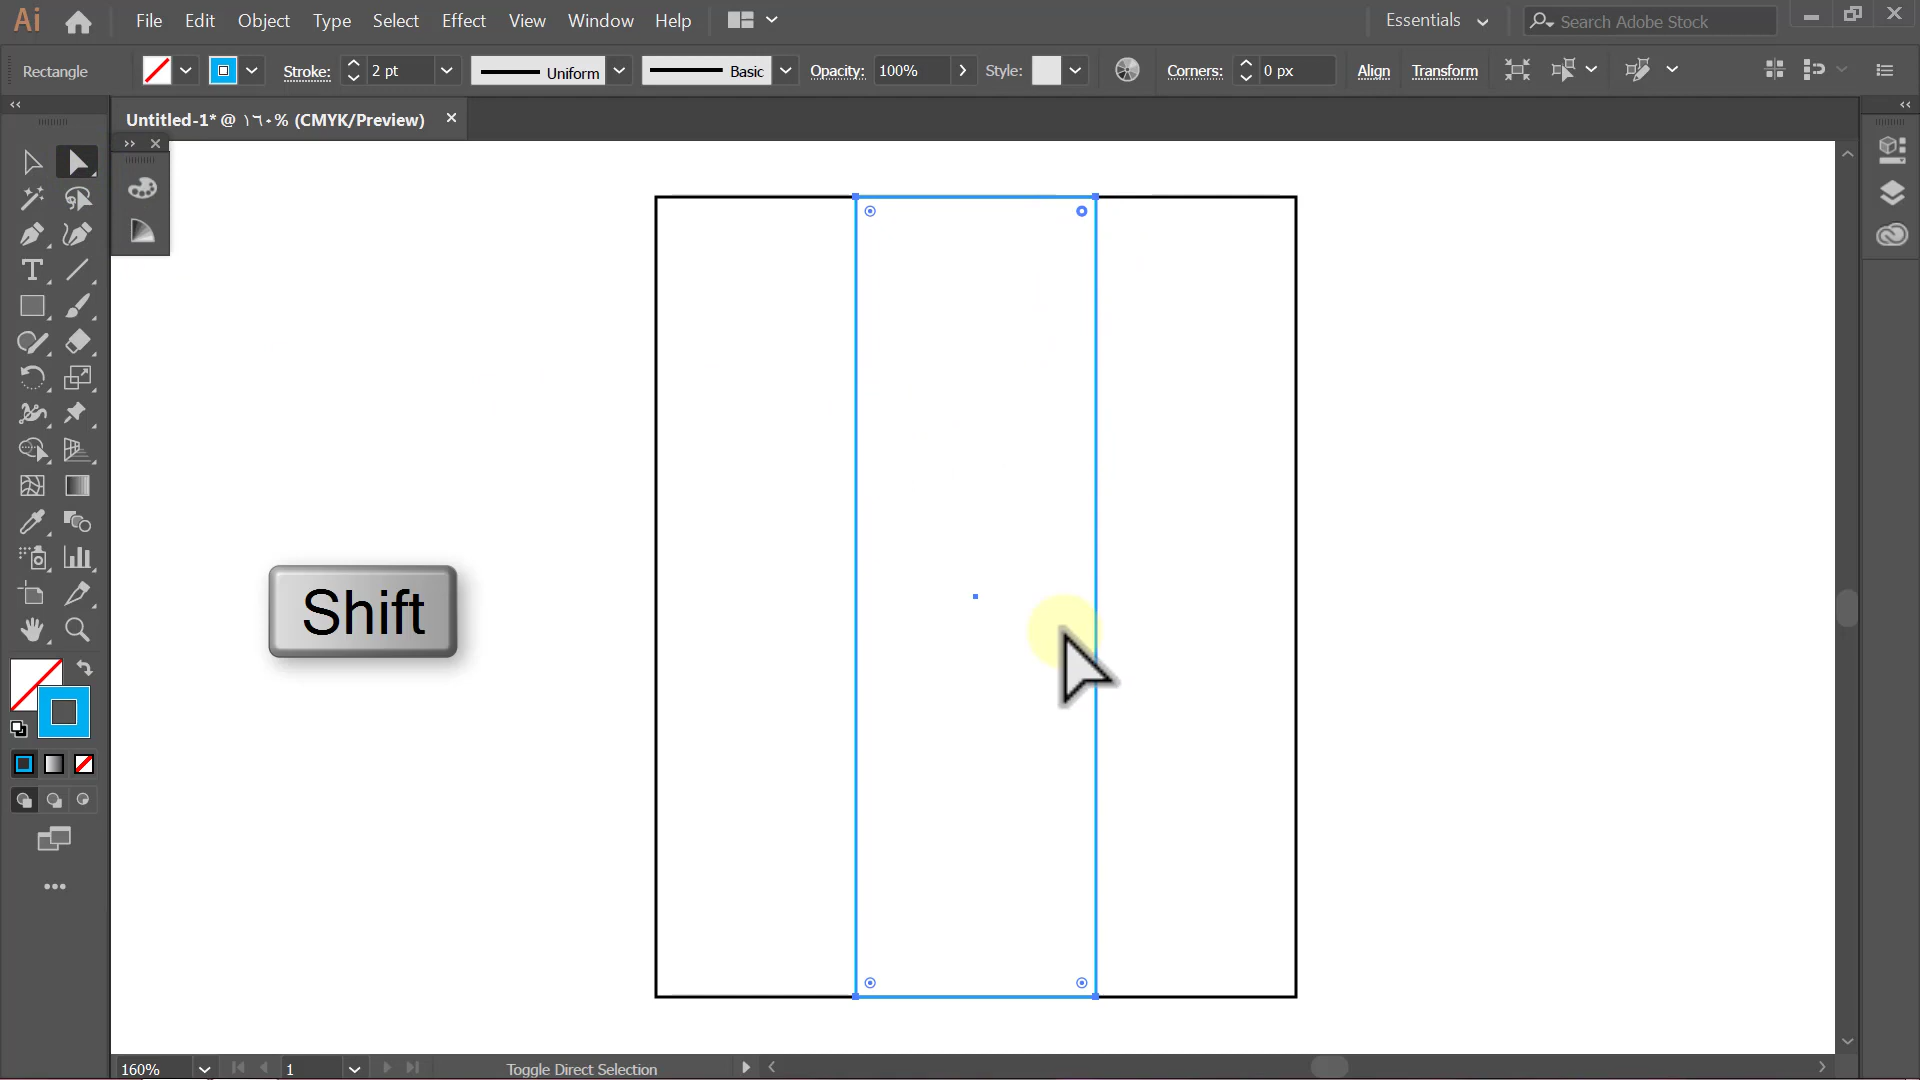 Ai File Edit Object Type Select Effect View Window Help Essentials Search Adobe Stock
Rectangle Stroke: 2 pt Uniform Basic Opacity: 100% Style: Corners: 0 px Align Transform
Untitled-1* @ ١٦٠% (CMYK/Preview)
Shift
160% 1 Toggle Direct Selection